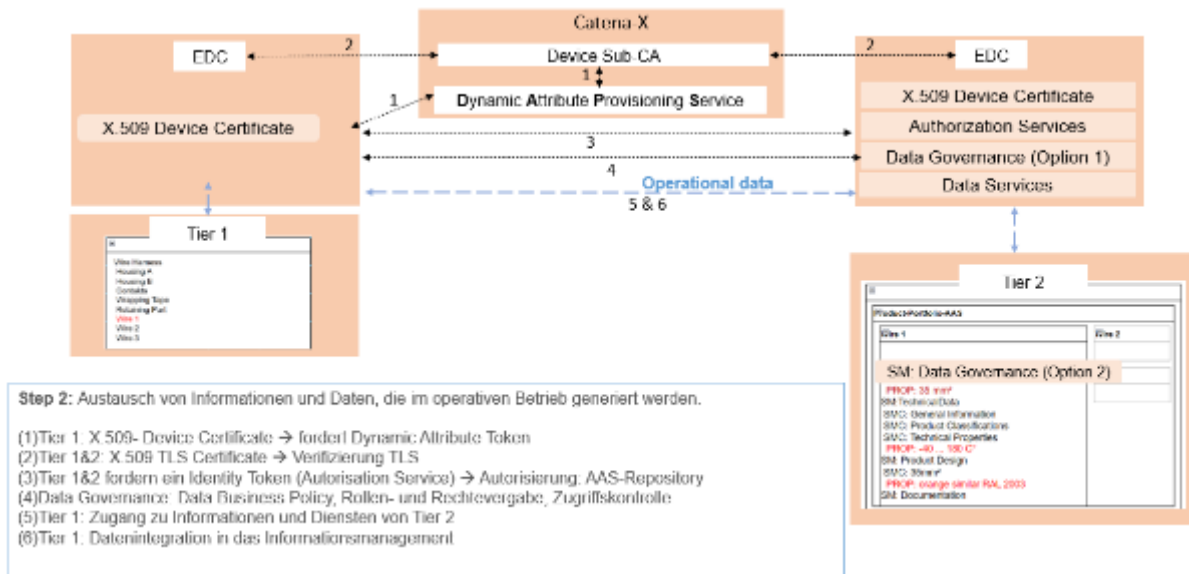 Catena-X
EDC
2
Device Sub-CA
2
EDC
1
Dynamic Attribute Provisioning Service
1
X.509 Device Certificate
X.509 Device Certificate
Authorization Services
3
Data Governance (Option 1)
4
Operational data
Data Services
5 & 6
Tier 1
Wire Harness
Housing A
Housing B
Contakts
Wrapping Tape
Retaining Part
Wire 1
Wire 2
Wire 3
Tier 2
Product-Portfolio-AAS
Wire 1
Wire 2
SM: Data Governance (Option 2)
PROP: 35 mm²
SM:Technical Data
SMC: General Information
SMC: Product Classifications
SMC: Technical Properties
PROP: -40 ... 180 C°
SM: Product Design
SMC: 35mm²
PROP: orange similar RAL 2003
SM: Documentation
Step 2: Austausch von Informationen und Daten, die im operativen Betrieb generiert werden.
(1)Tier 1: X.509- Device Certificate → fordert Dynamic Attribute Token
(2)Tier 1&2: X.509 TLS Certificate → Verifizierung TLS
(3)Tier 1&2 fordern ein Identity Token (Autorisation Service) → Autorisierung: AAS-Repository
(4)Data Governance: Data Business Policy, Rollen- und Rechtevergabe, Zugriffskontrolle
(5)Tier 1: Zugang zu Informationen und Diensten von Tier 2
(6)Tier 1: Datenintegration in das Informationsmanagement